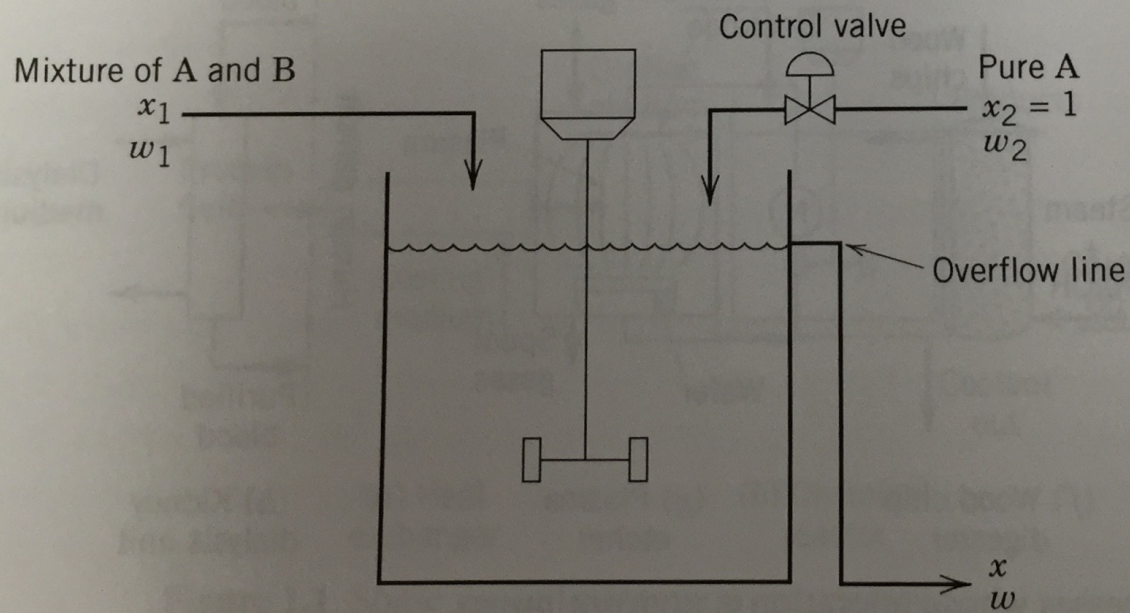 Control valve
Mixture of A and B
x₁
w₁
Pure A
x₂ = 1
w₂
Overflow line
x
w